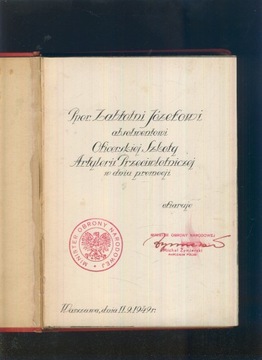 Ppor. Zabłotni Józefowi
absolwentowi
Oficerskiej Szkoły
Artylerii Przeciwlotniczej
w dniu promocji
ofiaruje
MINISTER OBRONY NARODOWEJ
MINISTER OBRONY NARODOWEJ
MARSZAŁEK POLSKI
Warszawa, dnia 11.9.1949 r.